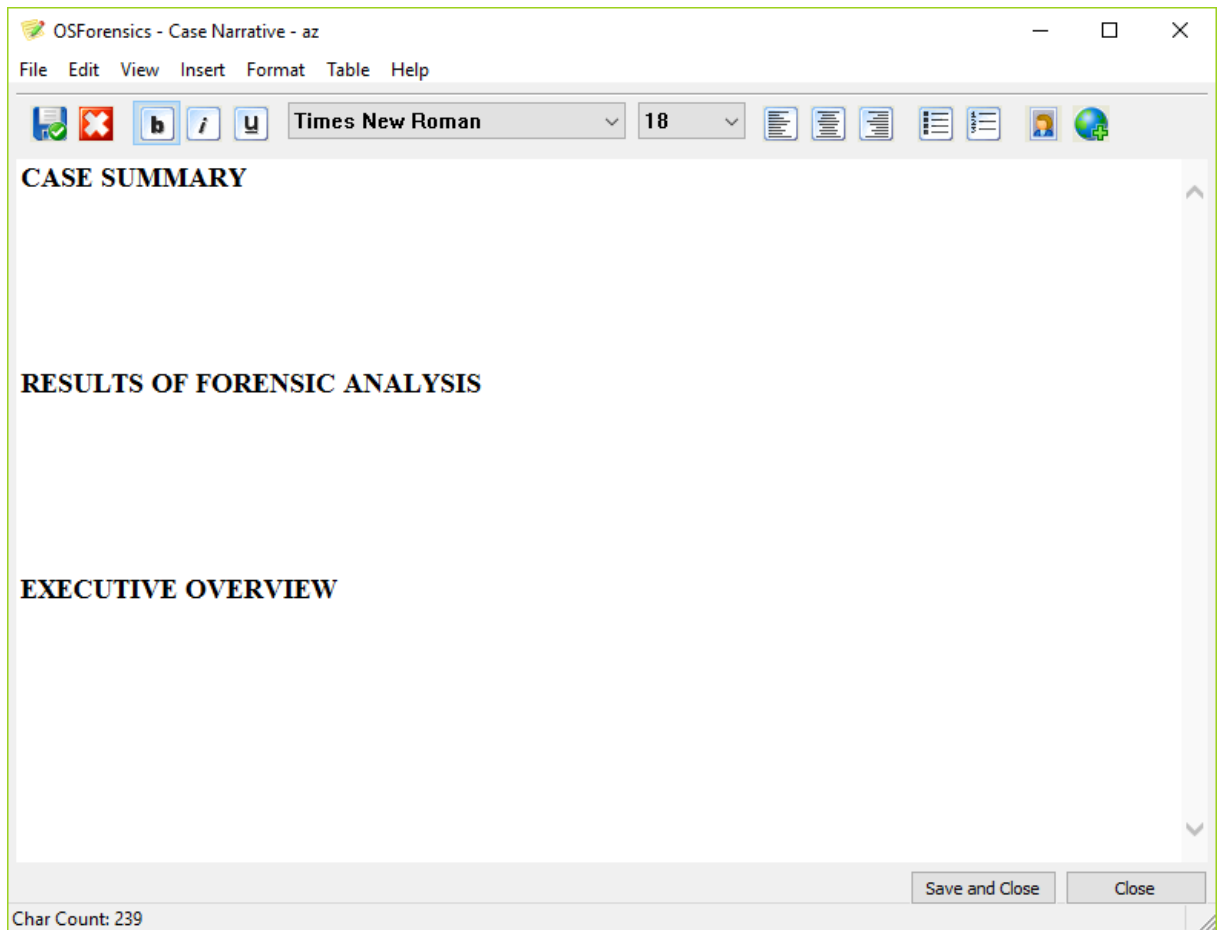 OSForensics - Case Narrative - az
File Edit View Insert Format Table Help
b i u Times New Roman 18
CASE SUMMARY
RESULTS OF FORENSIC ANALYSIS
EXECUTIVE OVERVIEW
Save and Close Close
Char Count: 239